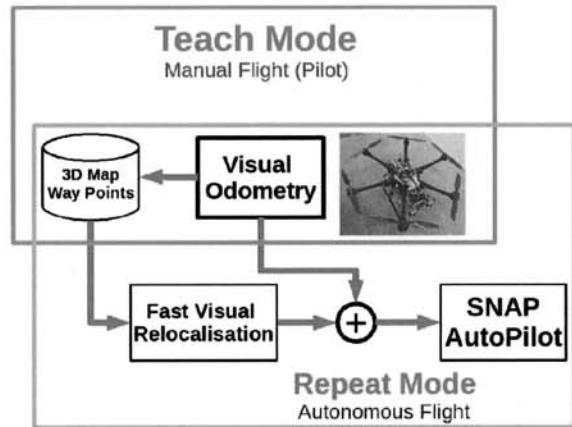 Teach Mode
Manual Flight (Pilot)
3D Map
Way Points
Visual
Odometry
Fast Visual
Relocalisation
+
SNAP
AutoPilot
Repeat Mode
Autonomous Flight